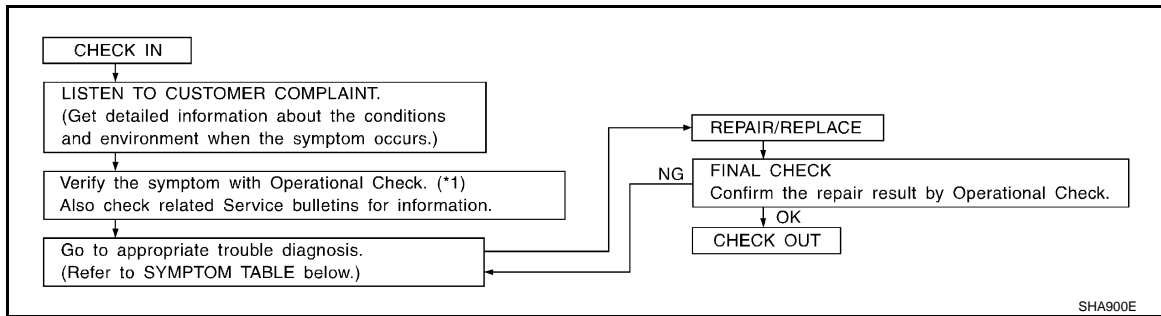 CHECK IN
LISTEN TO CUSTOMER COMPLAINT.
(Get detailed information about the conditions
and environment when the symptom occurs.)
Verify the symptom with Operational Check. (*1)
Also check related Service bulletins for information.
Go to appropriate trouble diagnosis.
(Refer to SYMPTOM TABLE below.)
REPAIR/REPLACE
NG
FINAL CHECK
Confirm the repair result by Operational Check.
OK
CHECK OUT
SHA900E